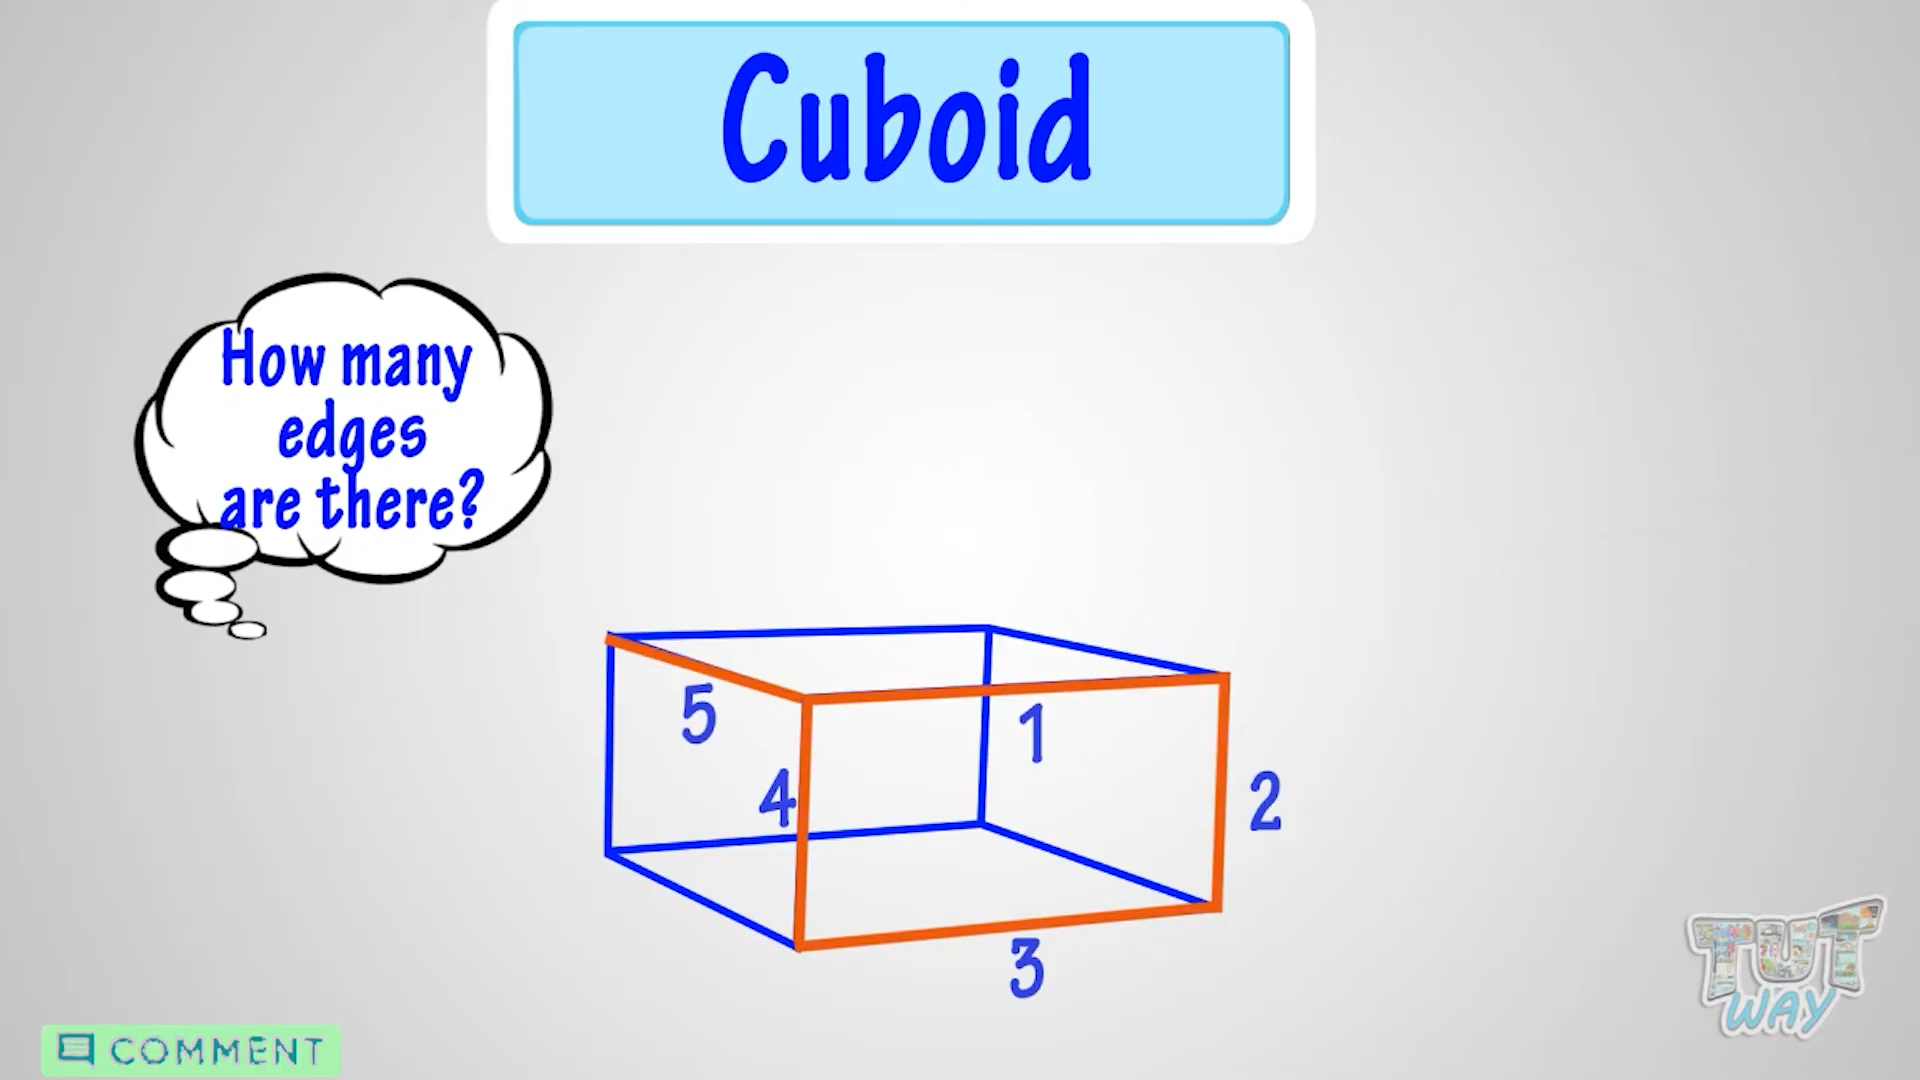 Cuboid
How many
edges
are there?
5
1
4
2
3
TUT
WAY
COMMENT